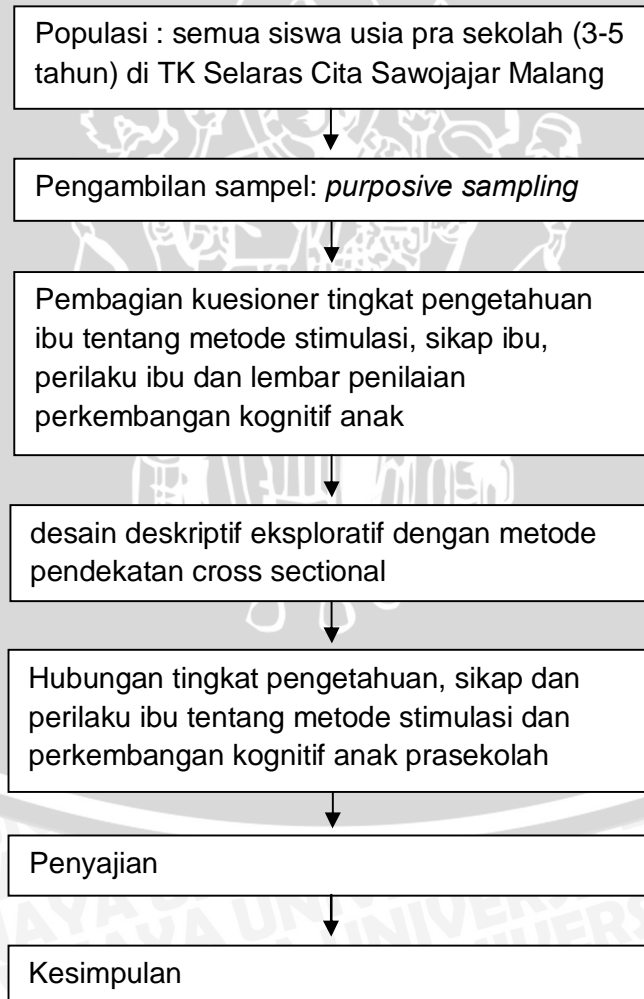 Populasi : semua siswa usia pra sekolah (3-5
tahun) di TK Selaras Cita Sawojajar Malang
Pengambilan sampel: purposive sampling
Pembagian kuesioner tingkat pengetahuan
ibu tentang metode stimulasi, sikap ibu,
perilaku ibu dan lembar penilaian
perkembangan kognitif anak
desain deskriptif eksploratif dengan metode
pendekatan cross sectional
Hubungan tingkat pengetahuan, sikap dan
perilaku ibu tentang metode stimulasi dan
perkembangan kognitif anak prasekolah
Penyajian
Kesimpulan